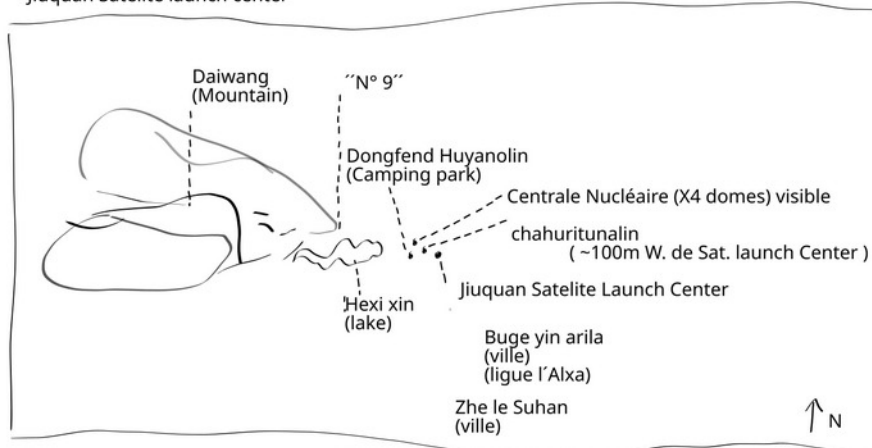 Jiuquan Satelite launch center
Daiwang
(Mountain)
´´N° 9´´
Dongfend Huyanolin
(Camping park)
Centrale Nucléaire (X4 domes) visible
chahuritunalin
( ~100m W. de Sat. launch Center )
Jiuquan Satelite Launch Center
'Hexi xin
(lake)
Buge yin arila
(ville)
(ligue l´Alxa)
Zhe le Suhan
(ville)
N